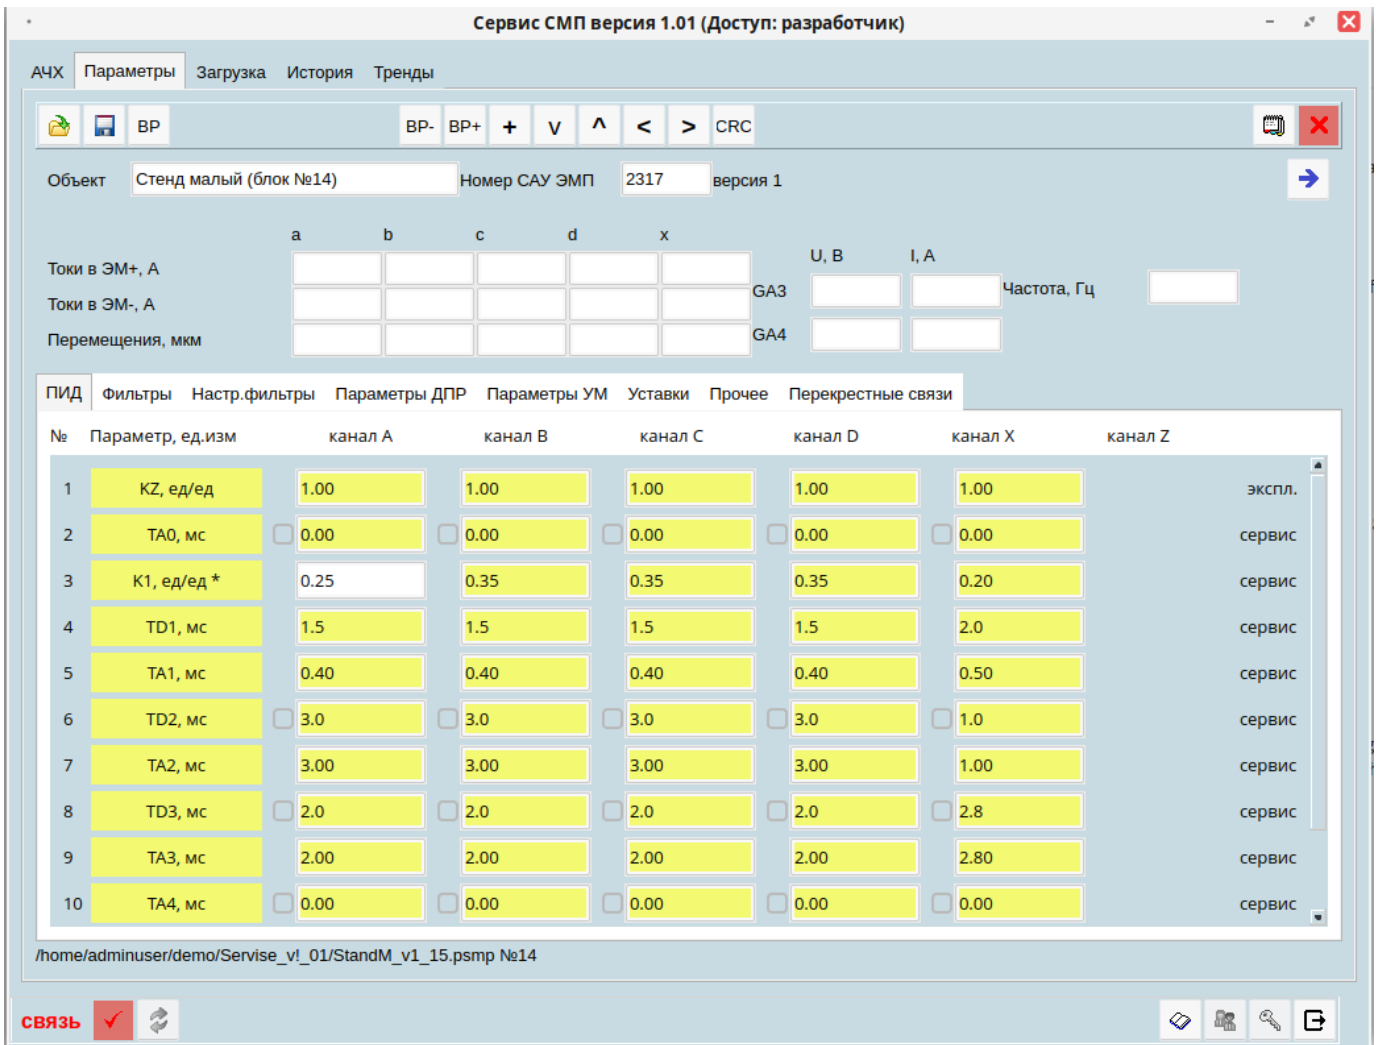 Сервис СМП версия 1.01 (Доступ: разработчик)
АЧХ Параметры Загрузка История Тренды
BP BP- BP+ + v ^ < > CRC
Объект Стенд малый (блок №14) Номер САУ ЭМП 2317 версия 1
a b c d x
U, В I, А
Токи в ЭМ+, А
GA3 Частота, Гц
Токи в ЭМ-, А
GA4
Перемещения, мкм
ПИД Фильтры Настр.фильтры Параметры ДПР Параметры УМ Уставки Прочее Перекрестные связи
№ Параметр, ед.изм канал A канал B канал C канал D канал X канал Z
1 KZ, ед/ед 1.00 1.00 1.00 1.00 1.00 экспл.
2 TA0, мс 0.00 0.00 0.00 0.00 0.00 сервис
3 K1, ед/ед * 0.25 0.35 0.35 0.35 0.20 сервис
4 TD1, мс 1.5 1.5 1.5 1.5 2.0 сервис
5 TA1, мс 0.40 0.40 0.40 0.40 0.50 сервис
6 TD2, мс 3.0 3.0 3.0 3.0 1.0 сервис
7 TA2, мс 3.00 3.00 3.00 3.00 1.00 сервис
8 TD3, мс 2.0 2.0 2.0 2.0 2.8 сервис
9 TA3, мс 2.00 2.00 2.00 2.00 2.80 сервис
10 TA4, мс 0.00 0.00 0.00 0.00 0.00 сервис
/home/adminuser/demo/Servise_v!_01/StandM_v1_15.psmp №14
связь